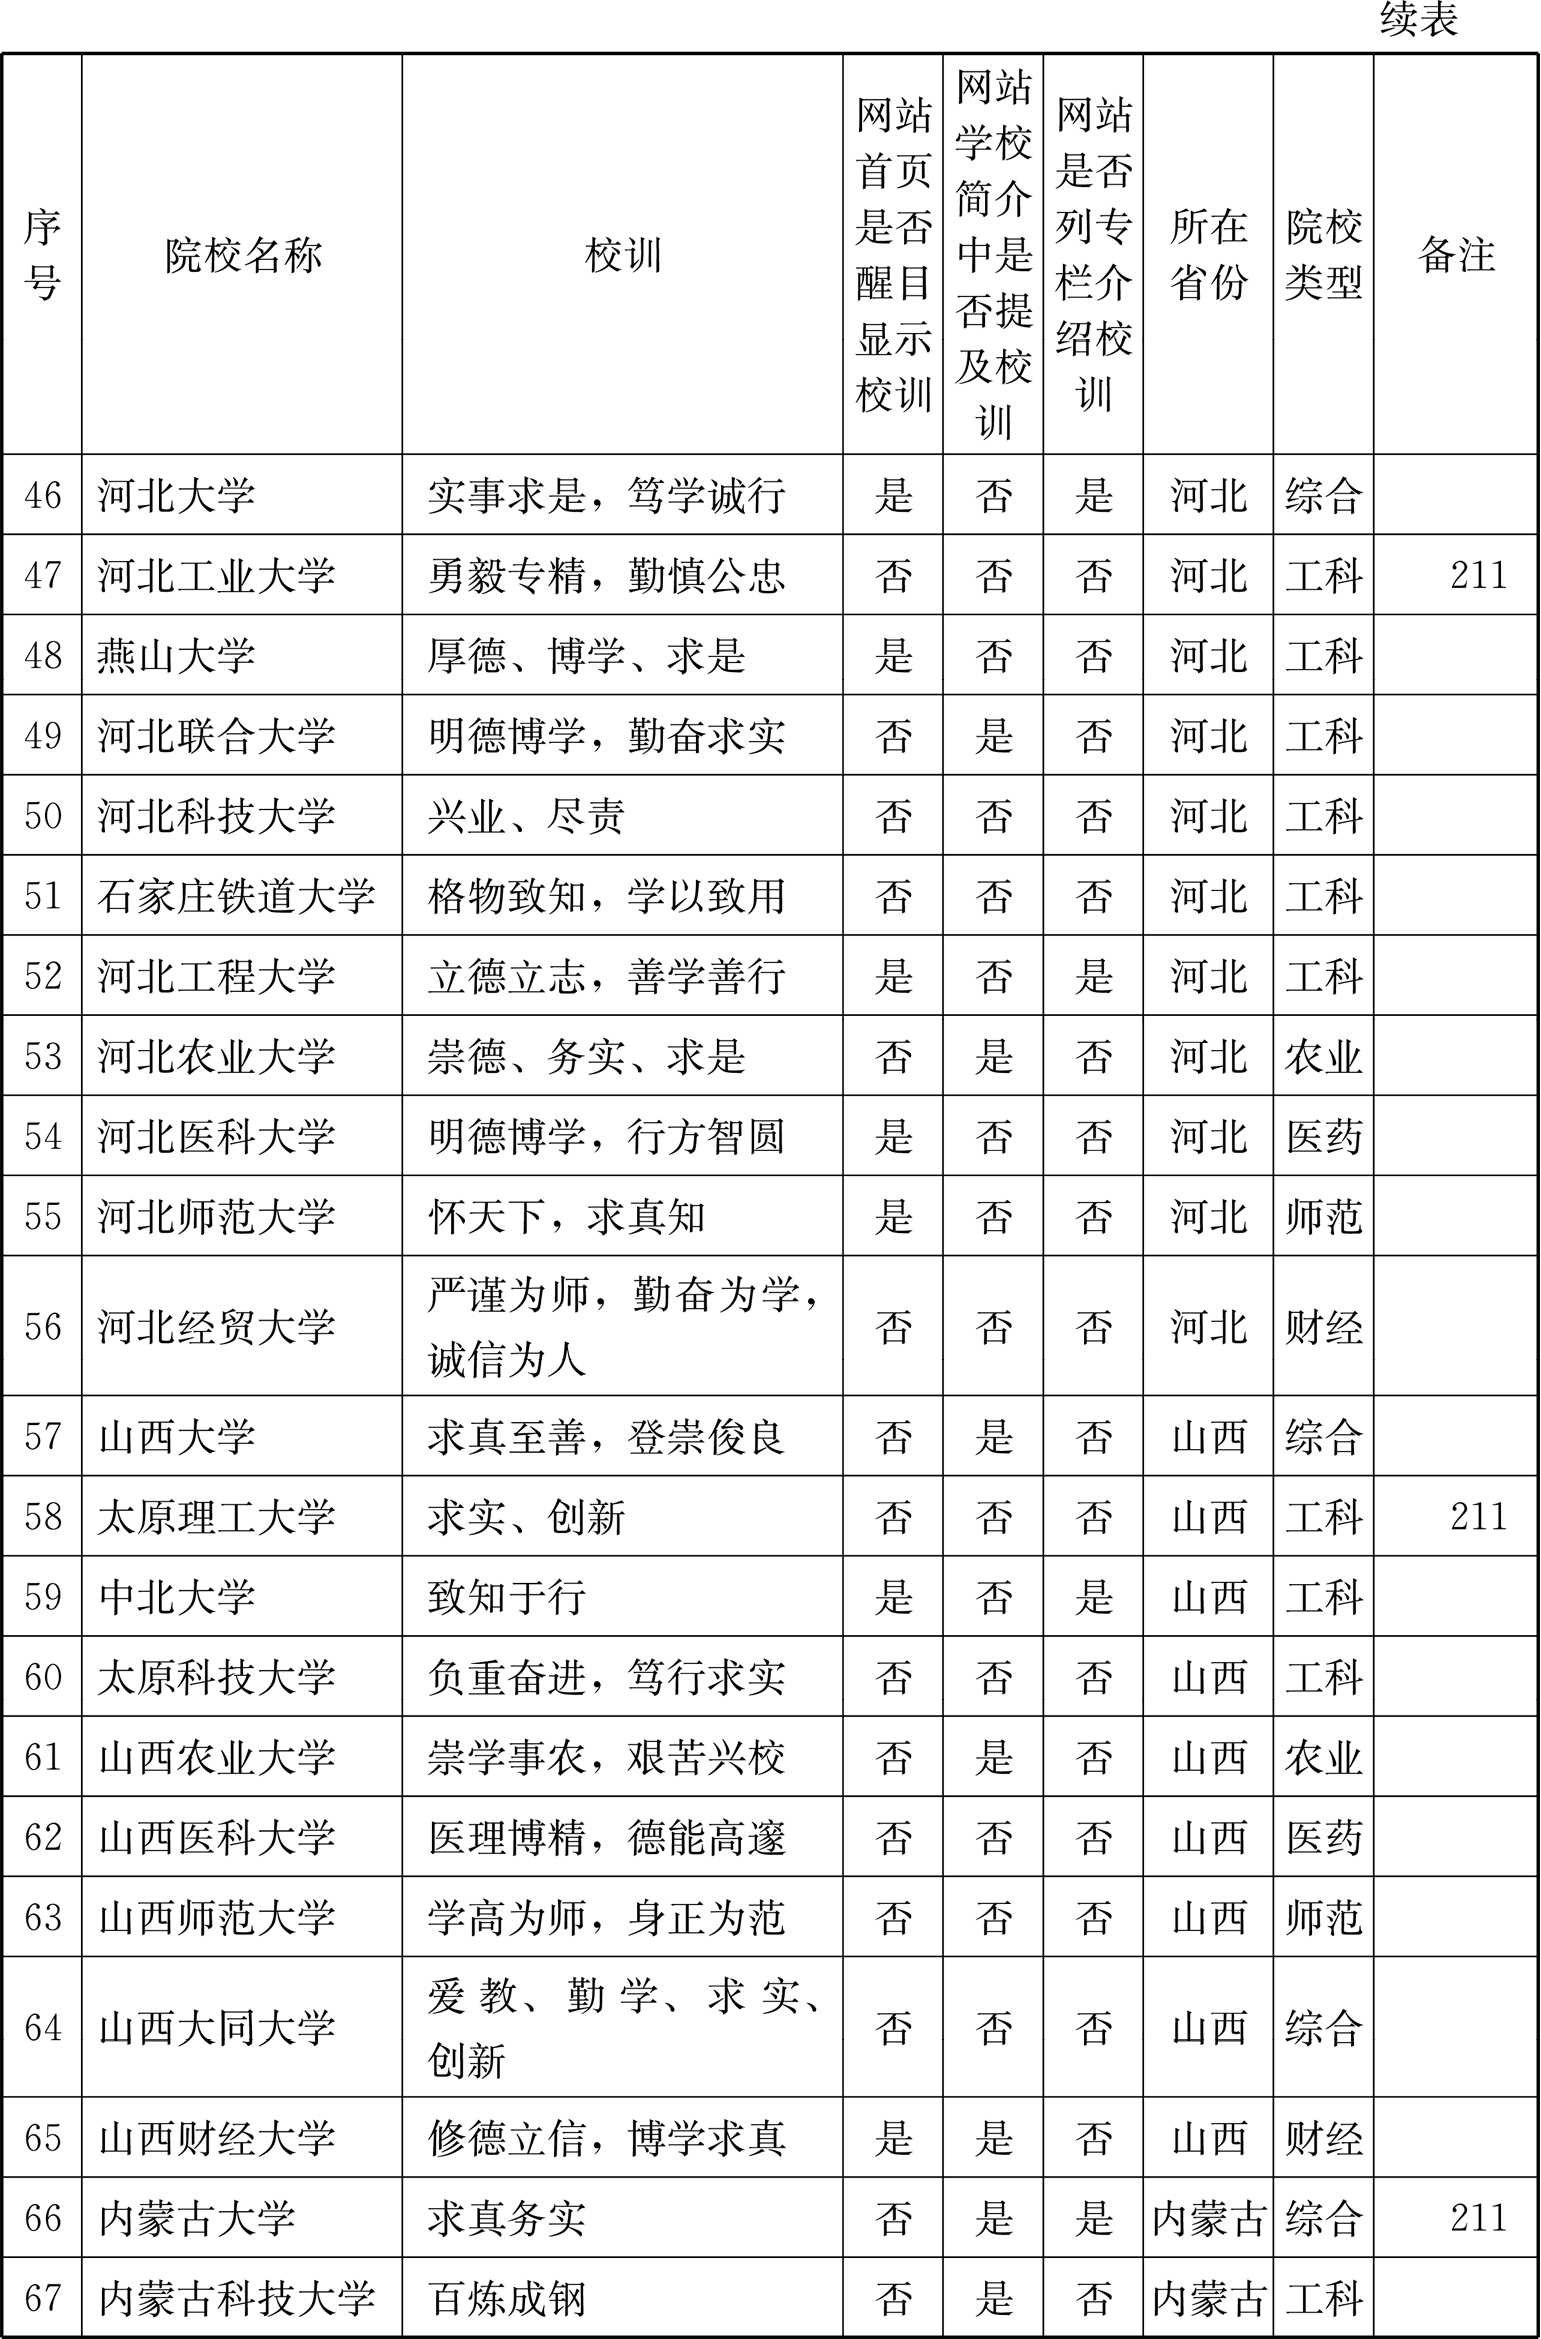 续表
序号 院校名称 校训 网站首页是否醒目显示校训 网站学校简介中是否提及校训 网站是否列专栏介绍校训 所在省份 院校类型 备注
46 河北大学 实事求是，笃学诚行 是 否 是 河北 综合
47 河北工业大学 勇毅专精，勤慎公忠 否 否 否 河北 工科 211
48 燕山大学 厚德、博学、求是 是 否 否 河北 工科
49 河北联合大学 明德博学，勤奋求实 否 是 否 河北 工科
50 河北科技大学 兴业、尽责 否 否 否 河北 工科
51 石家庄铁道大学 格物致知，学以致用 否 否 否 河北 工科
52 河北工程大学 立德立志，善学善行 是 否 是 河北 工科
53 河北农业大学 崇德、务实、求是 否 是 否 河北 农业
54 河北医科大学 明德博学，行方智圆 是 否 否 河北 医药
55 河北师范大学 怀天下，求真知 是 否 否 河北 师范
56 河北经贸大学 严谨为师，勤奋为学，诚信为人 否 否 否 河北 财经
57 山西大学 求真至善，登崇俊良 否 是 否 山西 综合
58 太原理工大学 求实、创新 否 否 否 山西 工科 211
59 中北大学 致知于行 是 否 是 山西 工科
60 太原科技大学 负重奋进，笃行求实 否 否 否 山西 工科
61 山西农业大学 崇学事农，艰苦兴校 否 是 否 山西 农业
62 山西医科大学 医理博精，德能高邃 否 否 否 山西 医药
63 山西师范大学 学高为师，身正为范 否 否 否 山西 师范
64 山西大同大学 爱教、勤学、求实、创新 否 否 否 山西 综合
65 山西财经大学 修德立信，博学求真 是 是 否 山西 财经
66 内蒙古大学 求真务实 否 是 是 内蒙古 综合 211
67 内蒙古科技大学 百炼成钢 否 是 否 内蒙古 工科